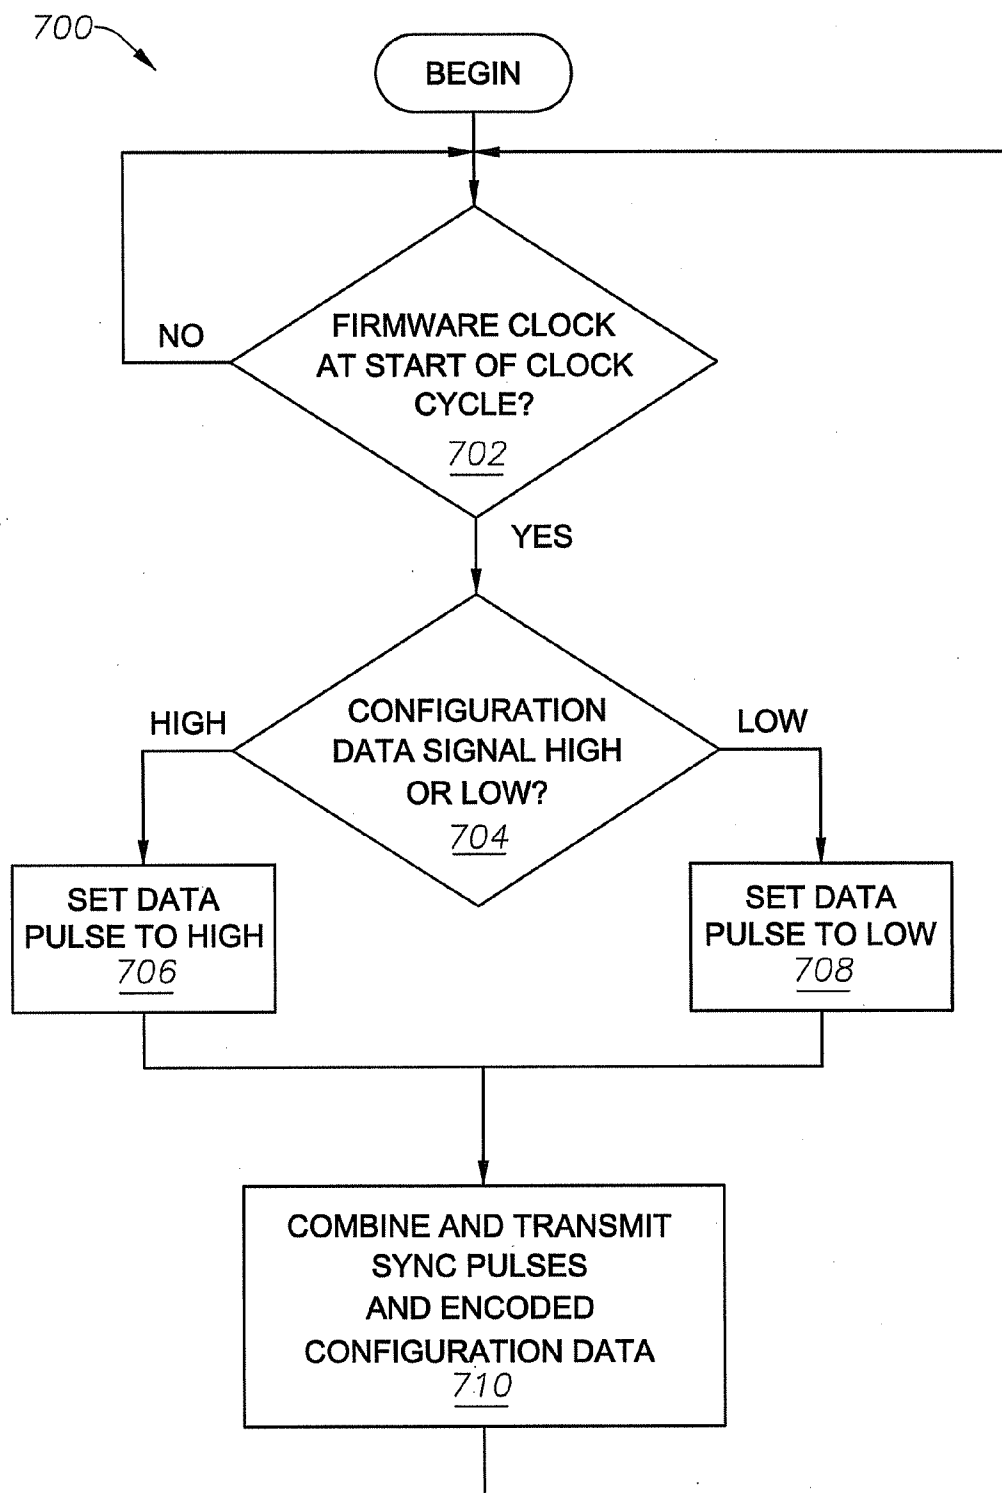 700
BEGIN
NO
FIRMWARE CLOCK
AT START OF CLOCK
CYCLE?
702
YES
HIGH
CONFIGURATION
DATA SIGNAL HIGH
OR LOW?
704
LOW
SET DATA
PULSE TO HIGH
706
SET DATA
PULSE TO LOW
708
COMBINE AND TRANSMIT
SYNC PULSES
AND ENCODED
CONFIGURATION DATA
710